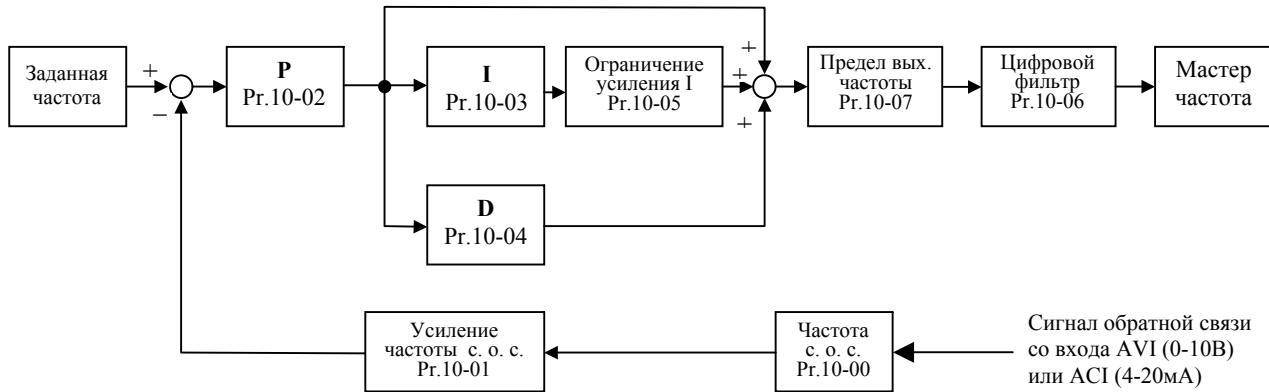 Заданная
частота
+
−
P
Pr.10-02
I
Pr.10-03
Ограничение
усиления I
Pr.10-05
+
+
+
Предел вых.
частоты
Pr.10-07
Цифровой
фильтр
Pr.10-06
Мастер
частота
D
Pr.10-04
Усиление
частоты с. о. с.
Pr.10-01
Частота
с. о. с.
Pr.10-00
Сигнал обратной связи
со входа AVI (0-10В)
или ACI (4-20мА)